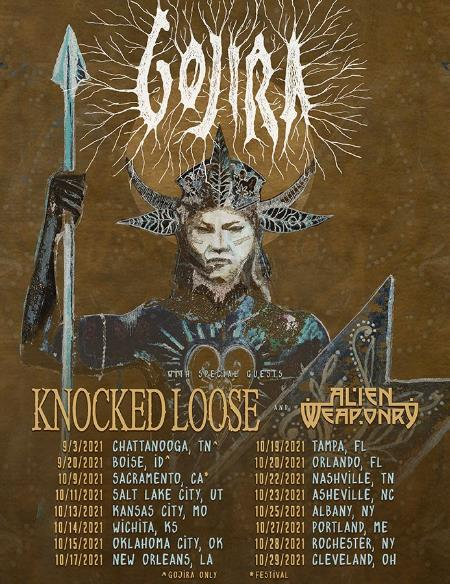 GOJIRA
WITH SPECIAL GUESTS
KNOCKED LOOSE AND ALIEN WEAPONRY
9/3/2021 CHATTANOOGA, TN^
9/20/2021 BOISE, ID^
10/9/2021 SACRAMENTO, CA*
10/11/2021 SALT LAKE CITY, UT
10/13/2021 KANSAS CITY, MO
10/14/2021 WICHITA, KS
10/15/2021 OKLAHOMA CITY, OK
10/17/2021 NEW ORLEANS, LA
10/19/2021 TAMPA, FL
10/20/2021 ORLANDO, FL
10/22/2021 NASHVILLE, TN
10/23/2021 ASHEVILLE, NC
10/25/2021 ALBANY, NY
10/27/2021 PORTLAND, ME
10/28/2021 ROCHESTER, NY
10/29/2021 CLEVELAND, OH
^GOJIRA ONLY *FESTIVAL